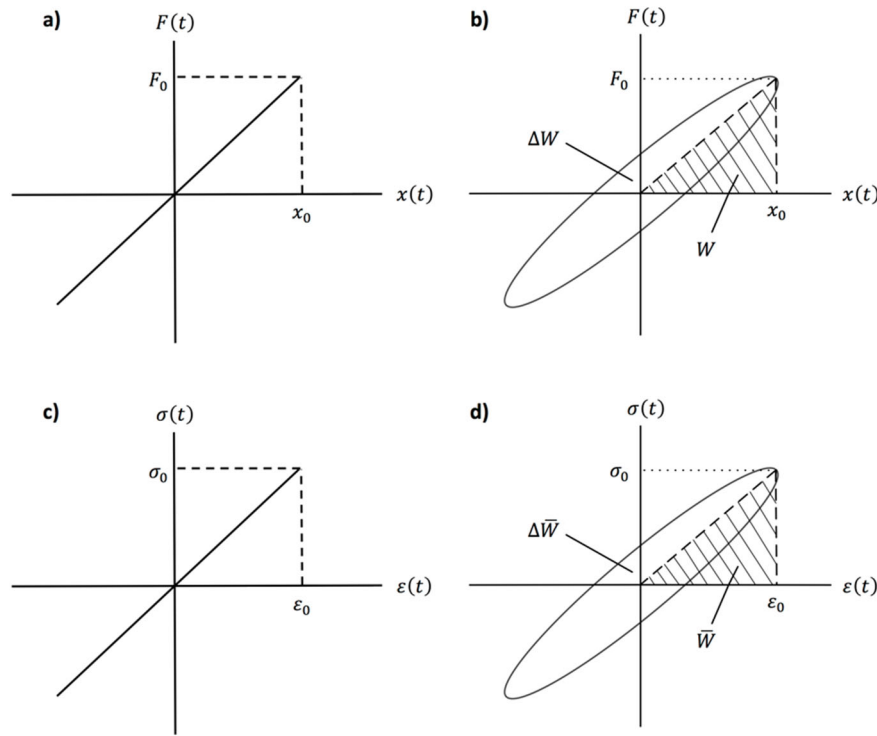 a)
F(t)
F₀
x(t)
x₀
b)
F(t)
F₀
ΔW
x(t)
x₀
W
c)
σ(t)
σ₀
ε(t)
ε₀
d)
σ(t)
σ₀
ΔW̅
ε(t)
ε₀
W̅